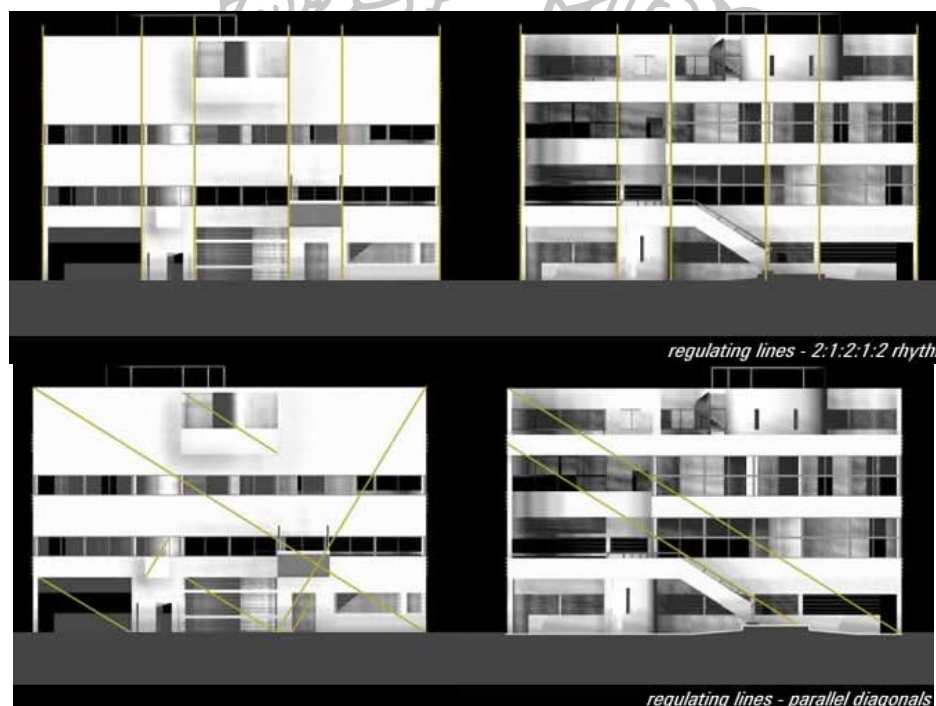 regulating lines - 2:1:2:1:2 rhyth
regulating lines - parallel diagonals